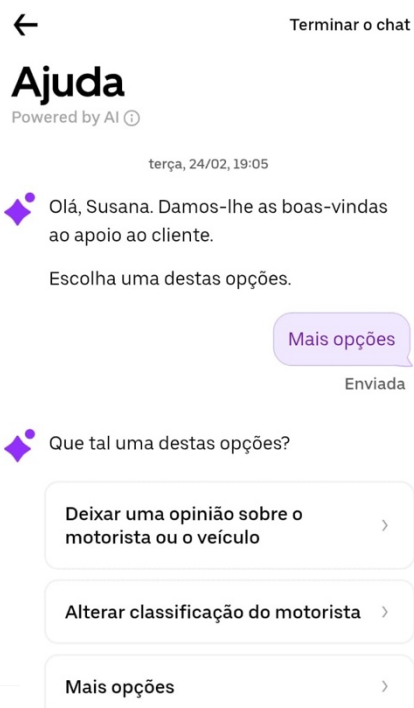 Terminar o chat
Ajuda
Powered by AI
terça, 24/02, 19:05
Olá, Susana. Damos-lhe as boas-vindas
ao apoio ao cliente.
Escolha uma destas opções.
Mais opções
Enviada
Que tal uma destas opções?
Deixar uma opinião sobre o
motorista ou o veículo
Alterar classificação do motorista
Mais opções